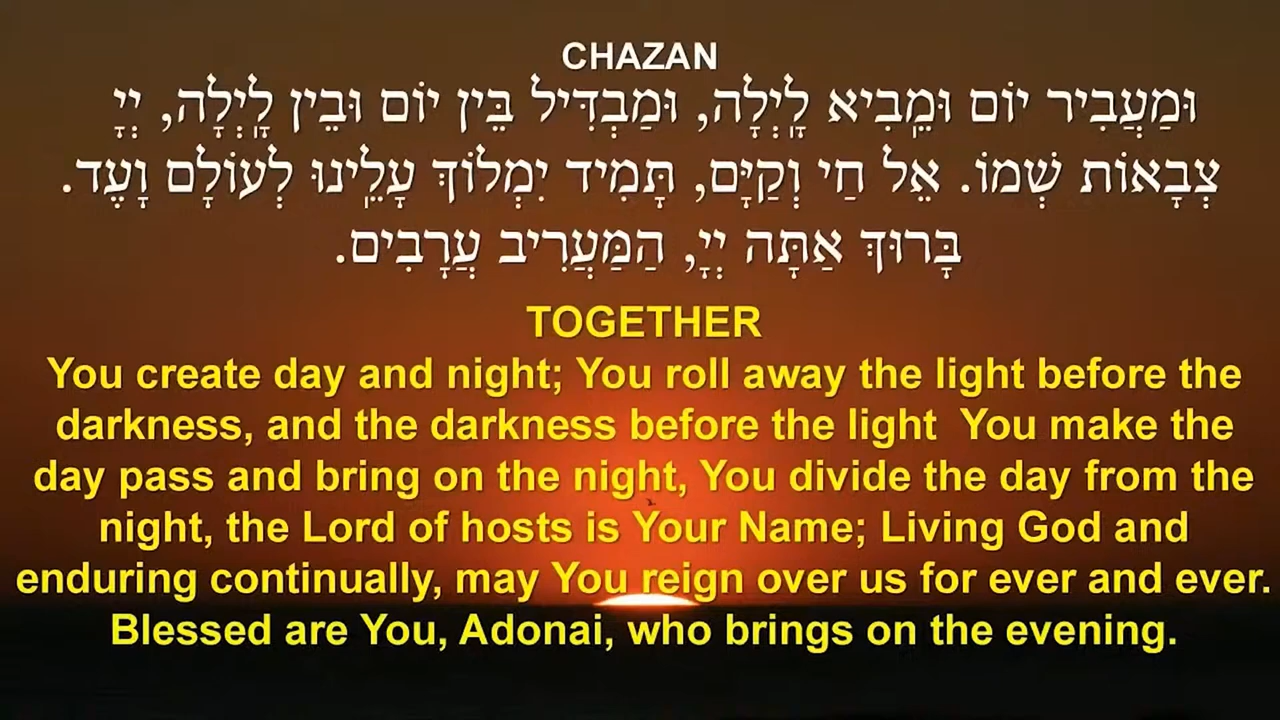 CHAZAN
וּמַעֲבִיר יוֹם וּמֵבִיא לָיְלָה, וּמַבְדִּיל בֵּין יוֹם וּבֵין לָיְלָה, יְיָ
צְבָאוֹת שְׁמוֹ. אֵל חַי וְקַיָּם, תָּמִיד יִמְלוֹךְ עָלֵינוּ לְעוֹלָם וָעֶד.
בָּרוּךְ אַתָּה יְיָ, הַמַּעֲרִיב עֲרָבִים.
TOGETHER
You create day and night; You roll away the light before the
darkness, and the darkness before the light  You make the
day pass and bring on the night, You divide the day from the
night, the Lord of hosts is Your Name; Living God and
enduring continually, may You reign over us for ever and ever.
Blessed are You, Adonai, who brings on the evening.